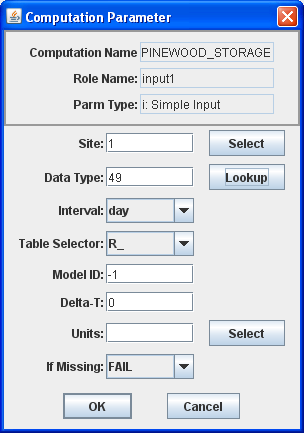 Computation Parameter
Computation Name PINEWOOD_STORAGE
Role Name: input1
Parm Type: i: Simple Input
Site: 1 Select
Data Type: 49 Lookup
Interval: day
Table Selector: R_
Model ID: -1
Delta-T: 0
Units: Select
If Missing: FAIL
OK Cancel